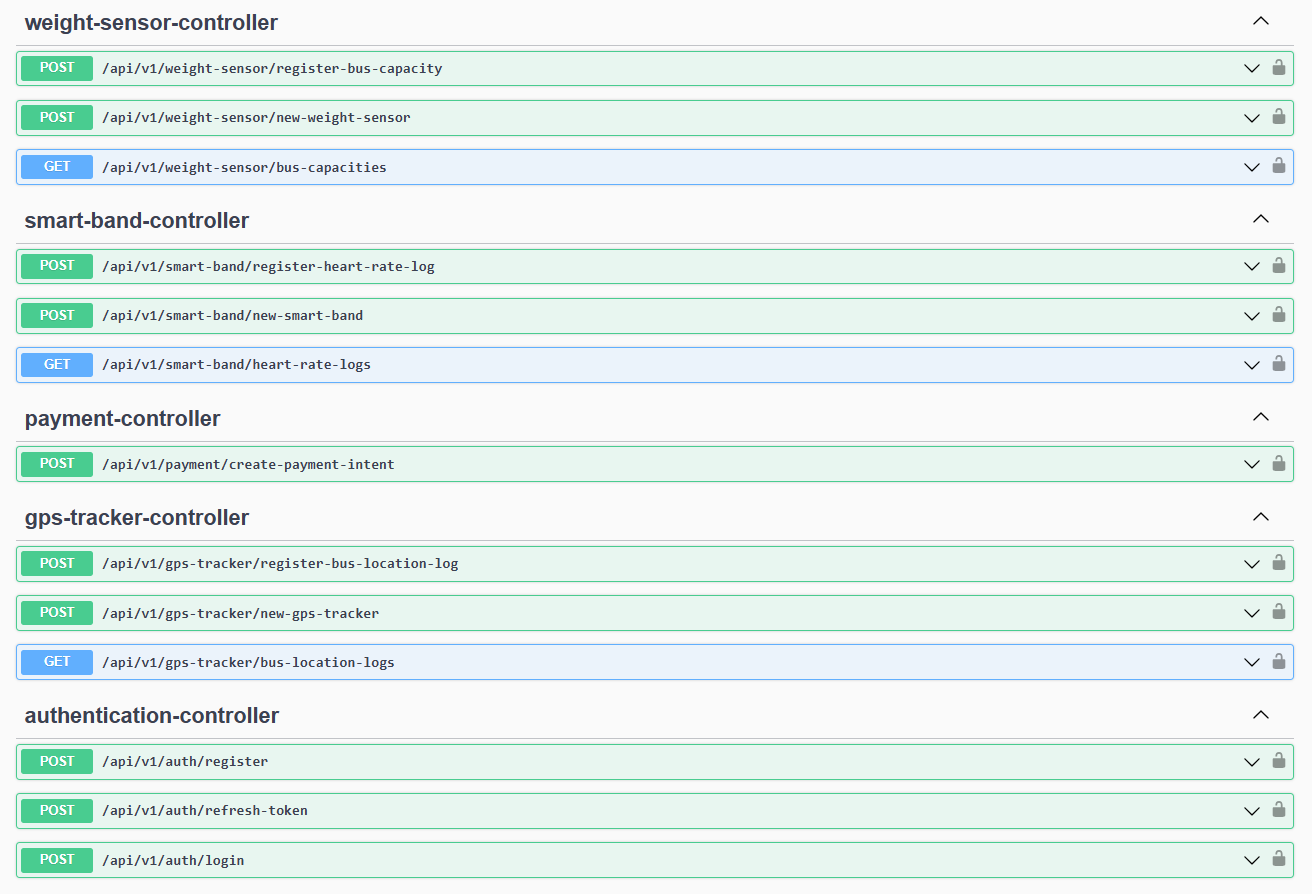 weight-sensor-controller
POST /api/v1/weight-sensor/register-bus-capacity
POST /api/v1/weight-sensor/new-weight-sensor
GET /api/v1/weight-sensor/bus-capacities
smart-band-controller
POST /api/v1/smart-band/register-heart-rate-log
POST /api/v1/smart-band/new-smart-band
GET /api/v1/smart-band/heart-rate-logs
payment-controller
POST /api/v1/payment/create-payment-intent
gps-tracker-controller
POST /api/v1/gps-tracker/register-bus-location-log
POST /api/v1/gps-tracker/new-gps-tracker
GET /api/v1/gps-tracker/bus-location-logs
authentication-controller
POST /api/v1/auth/register
POST /api/v1/auth/refresh-token
POST /api/v1/auth/login